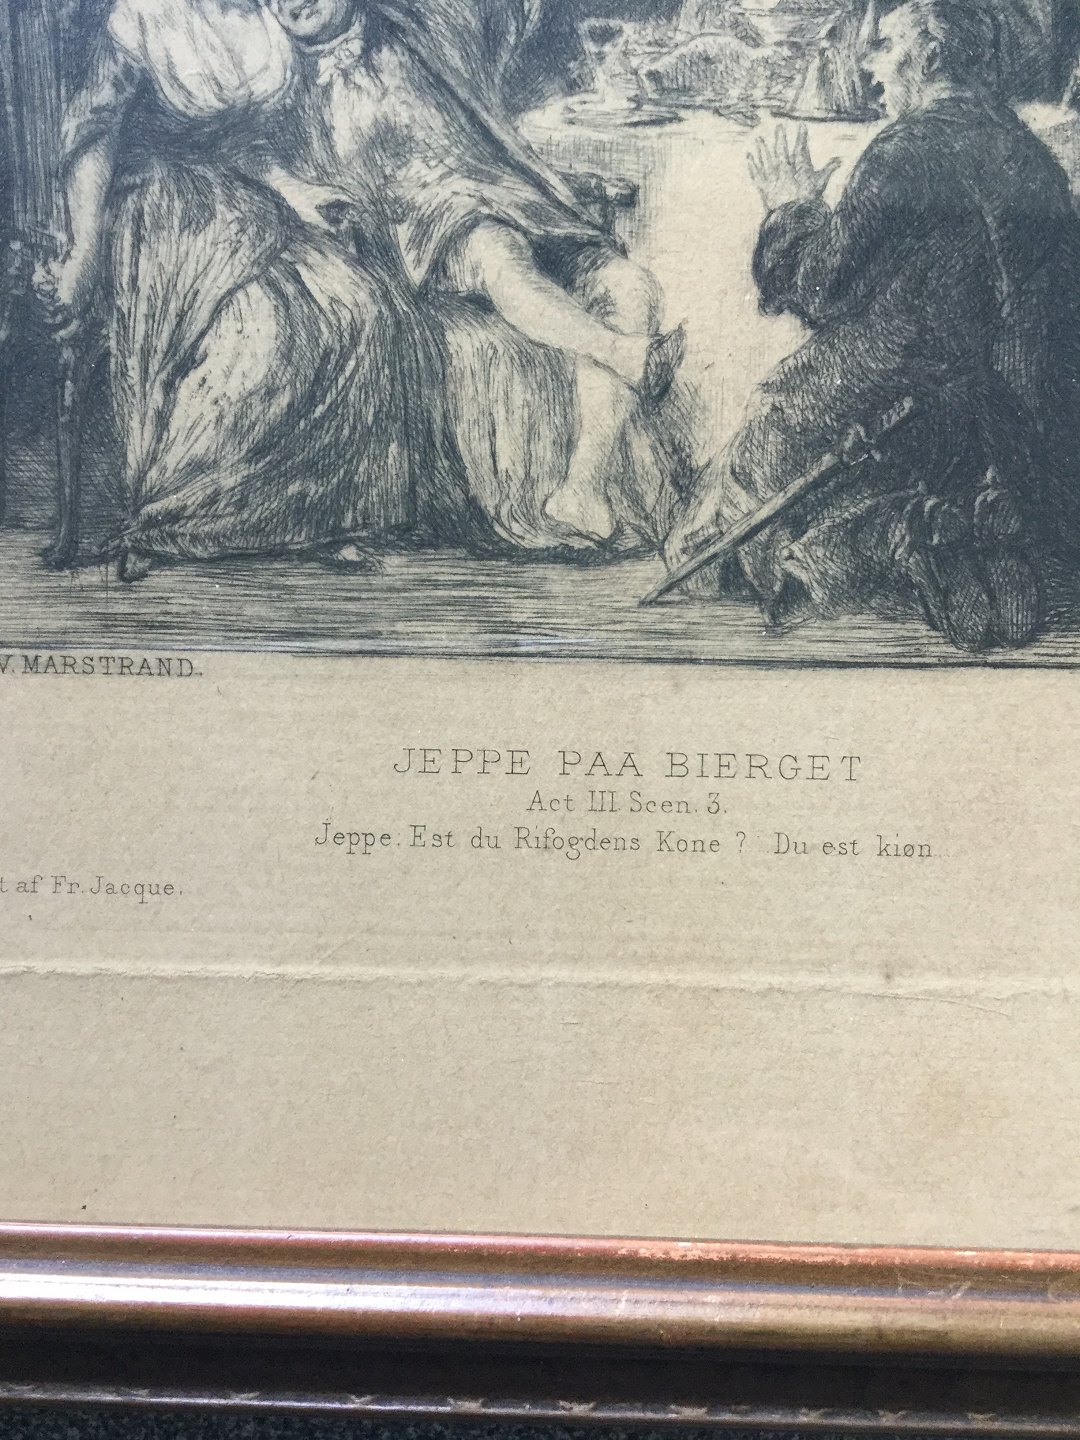 V. MARSTRAND.
JEPPE PAA BIERGET
Act III. Scen. 3.
Jeppe. Est du Rifogdens Kone? Du est kiøn
t af Fr. Jacque.